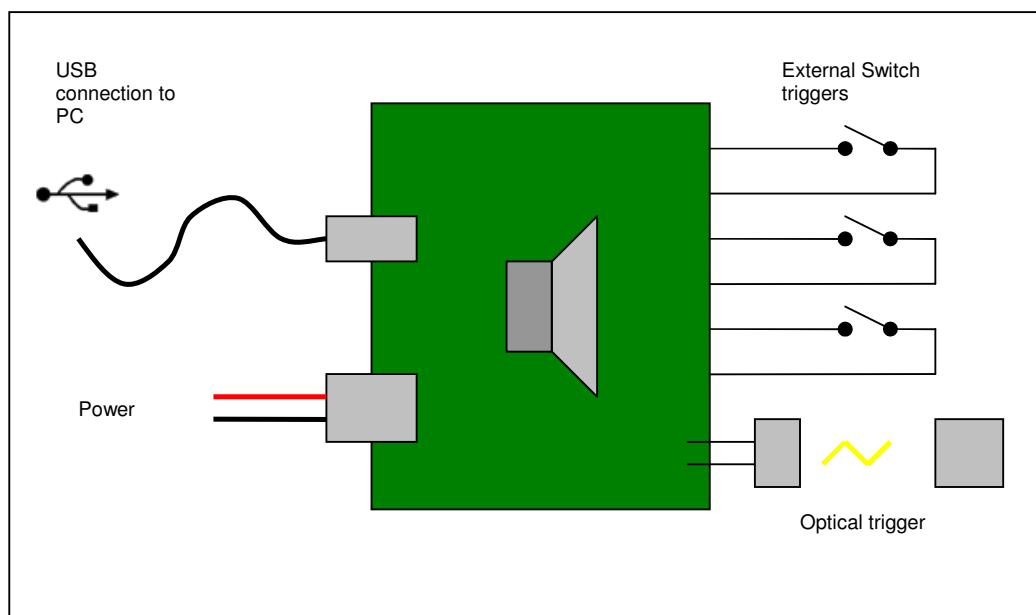 USB
connection to
PC
External Switch
triggers
Power
Optical trigger